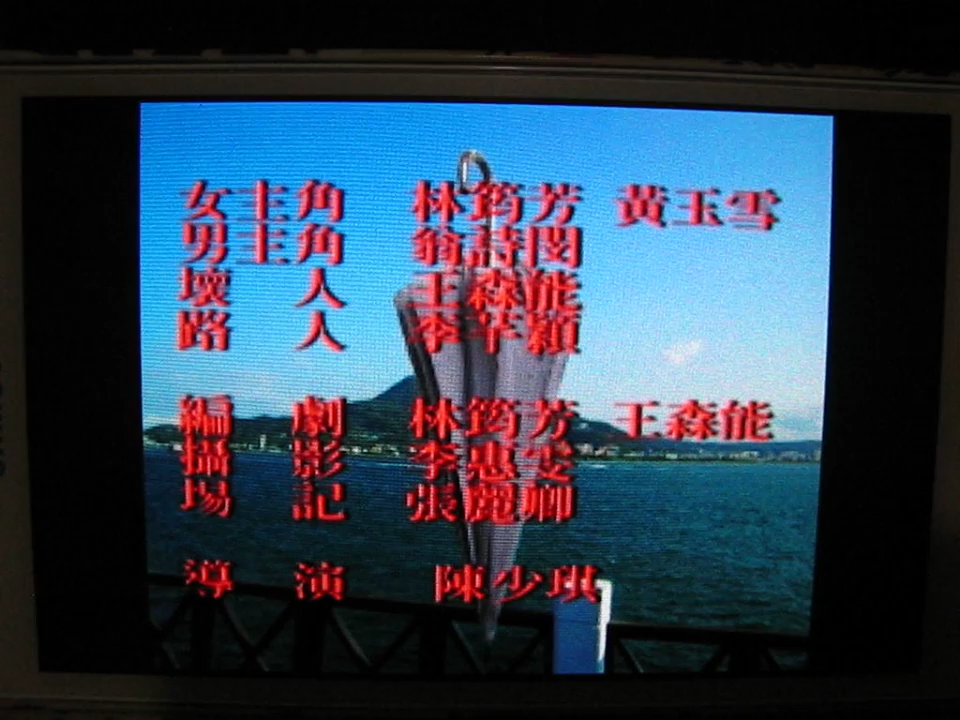 女主角 林筠芳 黃玉雪
男主角 翁詩閔
壞人 王森能
路人 李芊穎
編劇 林筠芳 王森能
攝影 李惠雯
場記 張麗卿
導演 陳少琪